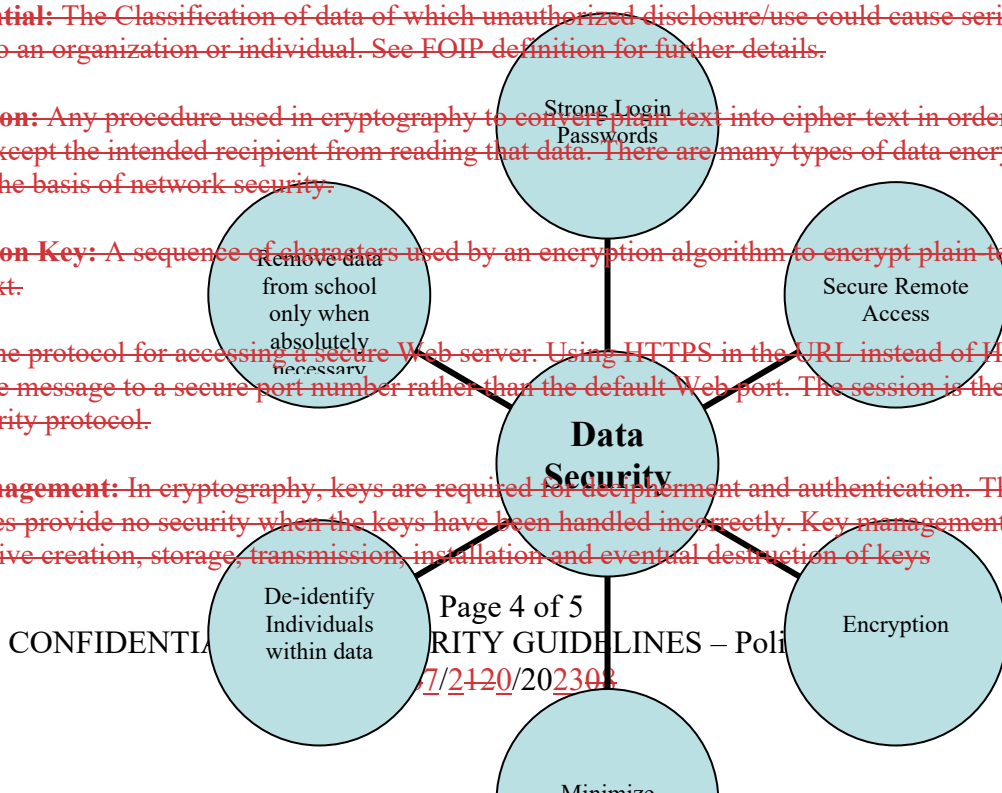 tial: The Classification of data of which unauthorized disclosure/use could cause seri
o an organization or individual. See FOIP definition for further details.
on: Any procedure used in cryptography to convert plain-text into cipher-text in order
xcept the intended recipient from reading that data. There are many types of data encry
he basis of network security.
on Key: A sequence of characters used by an encryption algorithm to encrypt plain-te
xt.
he protocol for accessing a secure Web server. Using HTTPS in the URL instead of H
e message to a secure port number rather than the default Web port. The session is the
rity protocol.
nagement: In cryptography, keys are required for decipherment and authentication. Th
es provide no security when the keys have been handled incorrectly. Key management
ive creation, storage, transmission, installation and eventual destruction of keys
Strong Login
Passwords
Remove data
from school
only when
absolutely
necessary
Secure Remote
Access
Data
Security
De-identify
Individuals
within data
Encryption
Minimize
Page 4 of 5
CONFIDENTIA RITY GUIDELINES – Poli
7/2120/202308